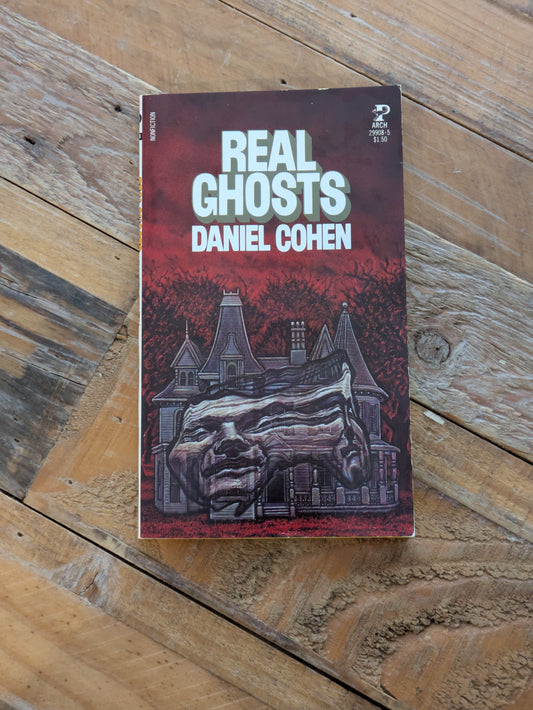 NONFICTION
P
ARCH
29908-5
$1.50
REAL
GHOSTS
DANIEL COHEN